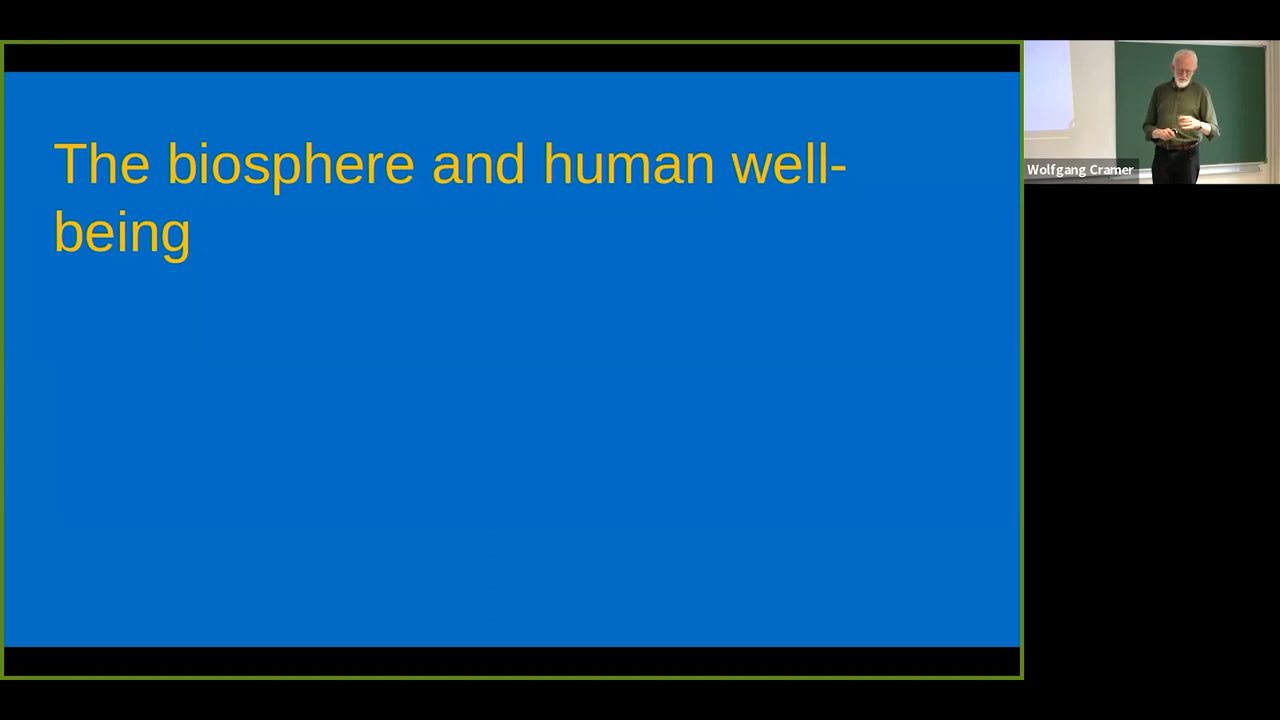 The biosphere and human well-
being
Wolfgang Cramer